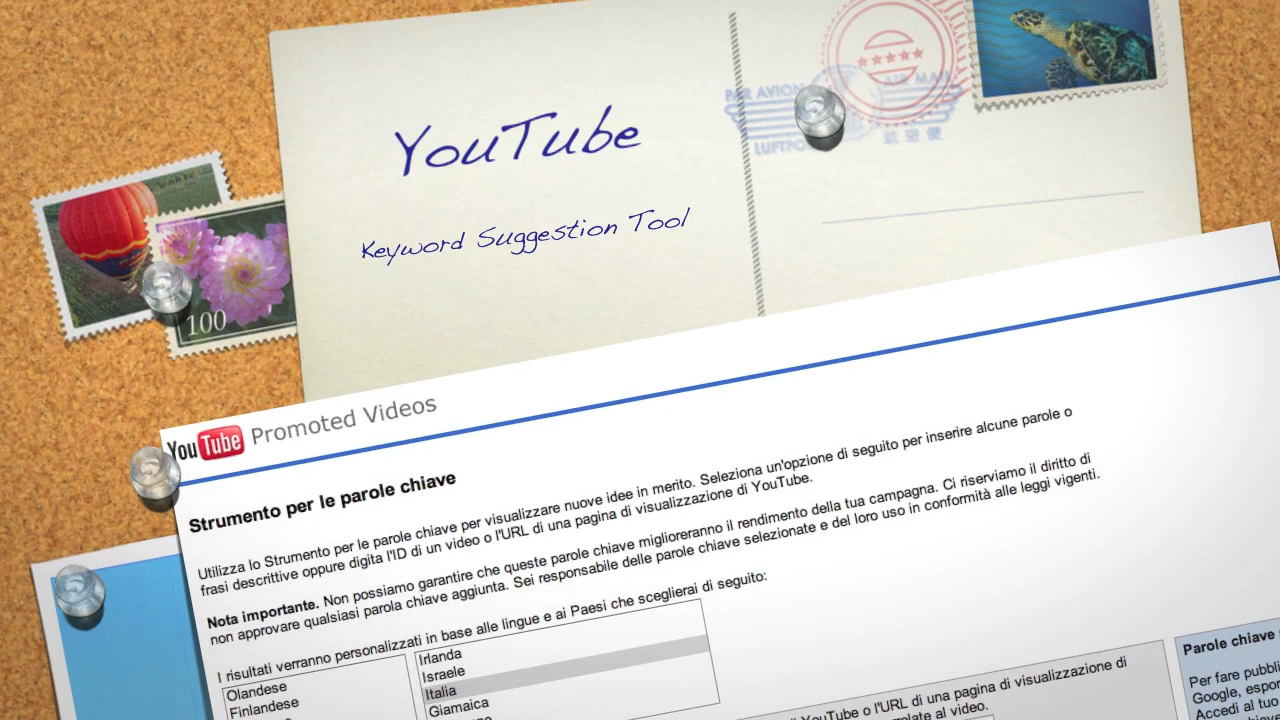 YouTube
Keyword Suggestion Tool
PAR AVION
AIR MAIL
LUFTPO
航空便
100
YouTube Promoted Videos
Strumento per le parole chiave
Utilizza lo Strumento per le parole chiave per visualizzare nuove idee in merito. Seleziona un'opzione di seguito per inserire alcune parole o
frasi descrittive oppure digita l'ID di un video o l'URL di una pagina di visualizzazione di YouTube.
Nota importante. Non possiamo garantire che queste parole chiave miglioreranno il rendimento della tua campagna. Ci riserviamo il diritto di
non approvare qualsiasi parola chiave aggiunta. Sei responsabile delle parole chiave selezionate e del loro uso in conformità alle leggi vigenti.
I risultati verranno personalizzati in base alle lingue e ai Paesi che sceglierai di seguito:
Olandese
Finlandese
Irlanda
Israele
Italia
Giamaica
YouTube o l'URL di una pagina di visualizzazione di
al video.
Parole chiave
Per fare pubbli
Google, espor
Accedi al tuo